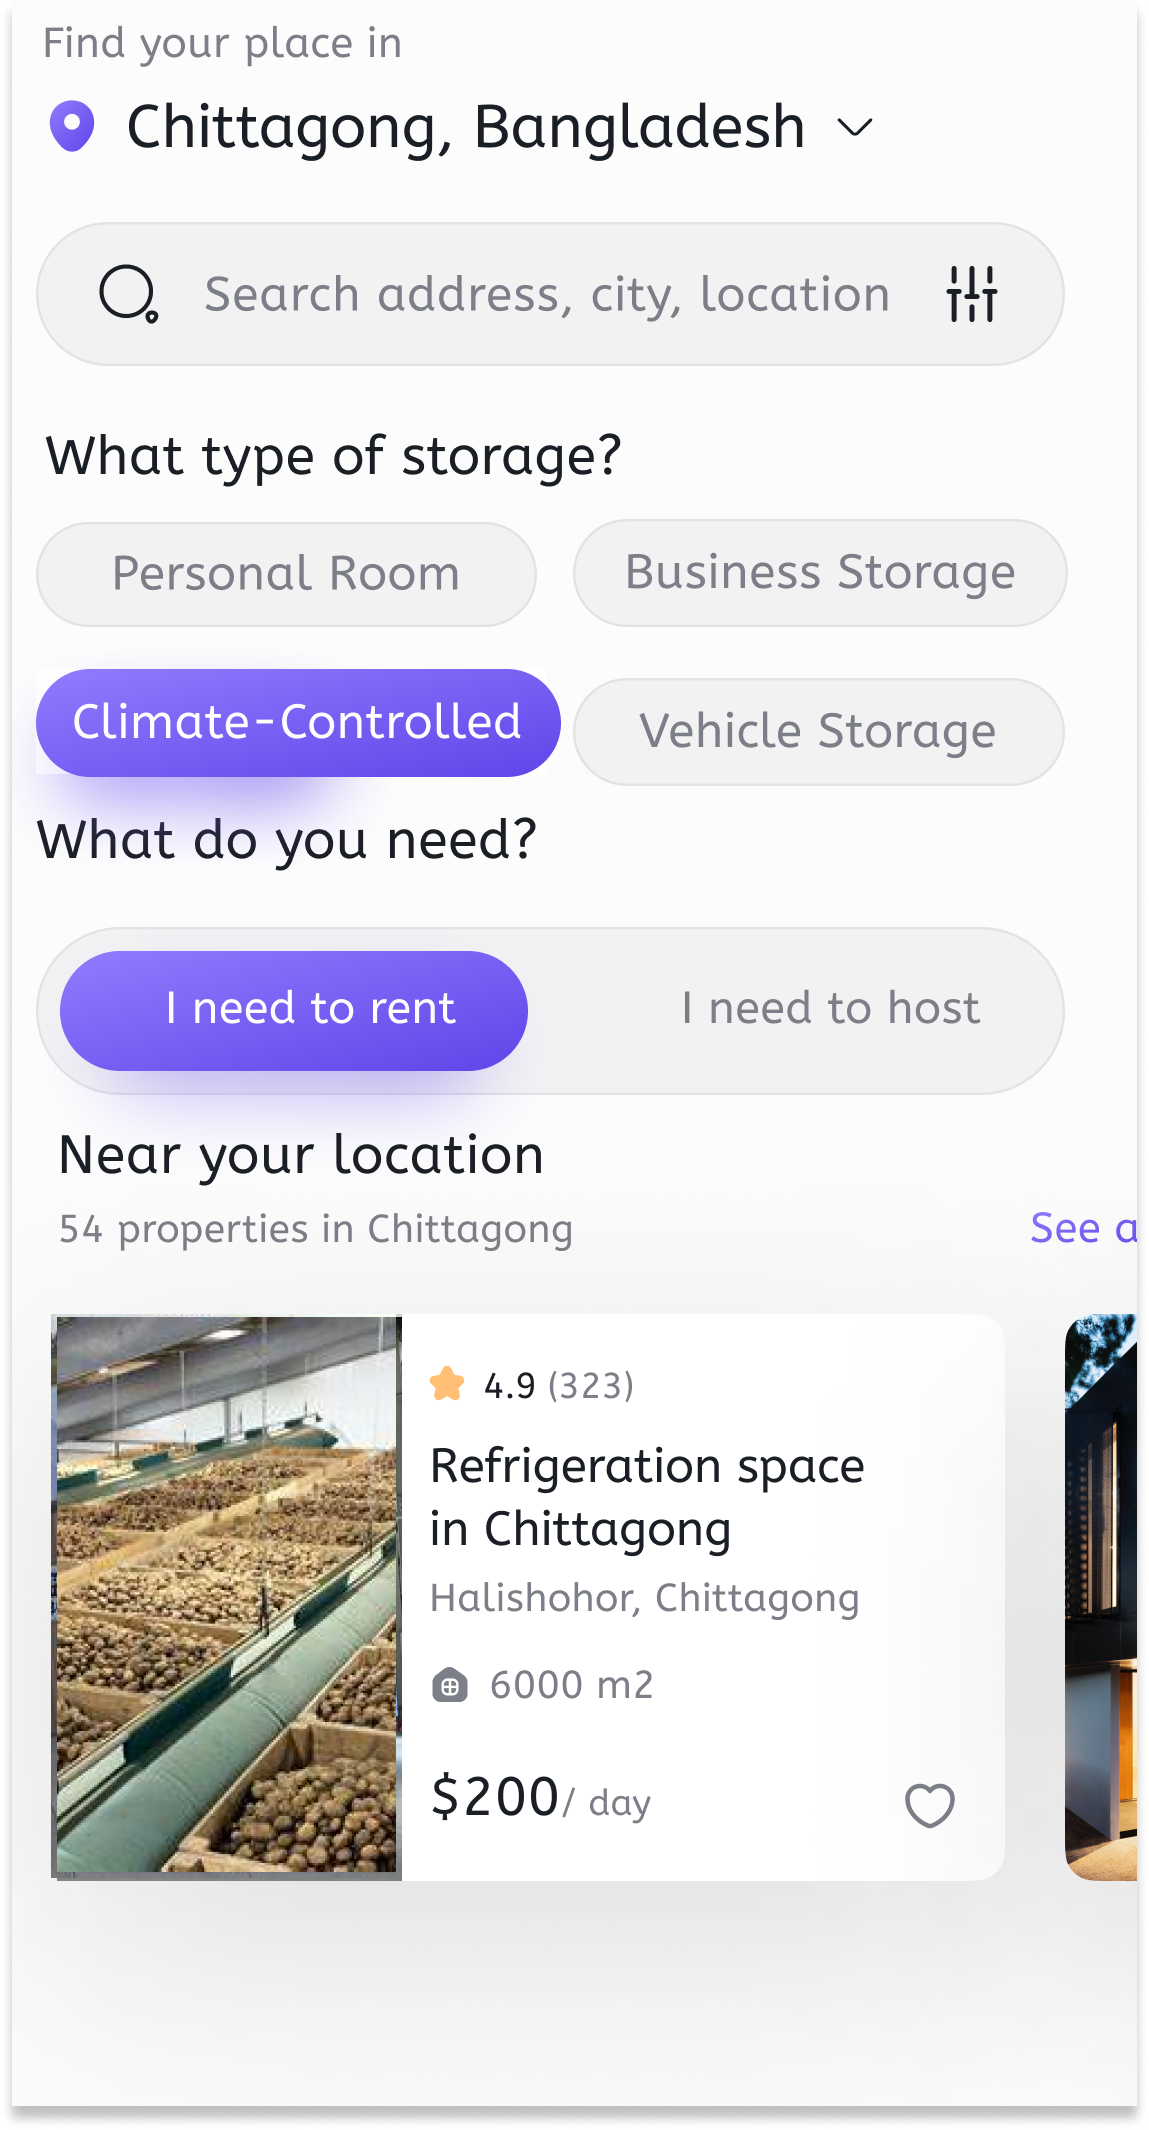 Find your place in
Chittagong, Bangladesh
Search address, city, location
What type of storage?
Personal Room
Business Storage
Climate-Controlled
Vehicle Storage
What do you need?
I need to rent
I need to host
Near your location
54 properties in Chittagong
See a
4.9 (323)
Refrigeration space
in Chittagong
Halishohor, Chittagong
6000 m2
$200/ day